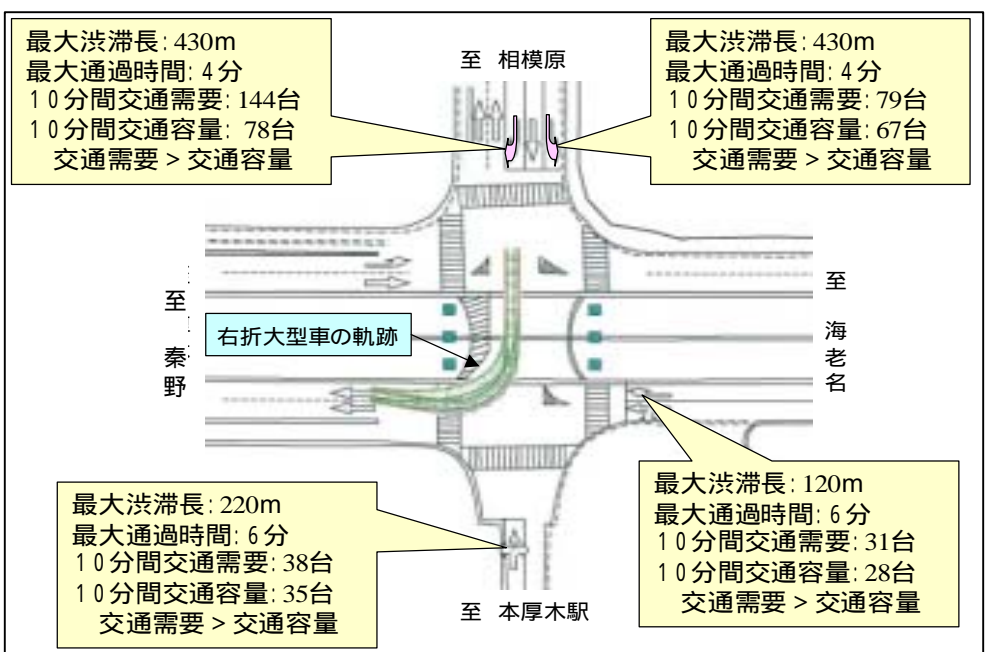 最大渋滞長:430m
最大通過時間:4分
10分間交通需要:144台
10分間交通容量: 78台
交通需要>交通容量
至 相模原
最大渋滞長:430m
最大通過時間:4分
10分間交通需要:79台
10分間交通容量:67台
交通需要>交通容量
至 秦野
右折大型車の軌跡
至 海老名
最大渋滞長:220m
最大通過時間:6分
10分間交通需要:38台
10分間交通容量:35台
交通需要>交通容量
最大渋滞長:120m
最大通過時間:6分
10分間交通需要:31台
10分間交通容量:28台
交通需要>交通容量
至 本厚木駅